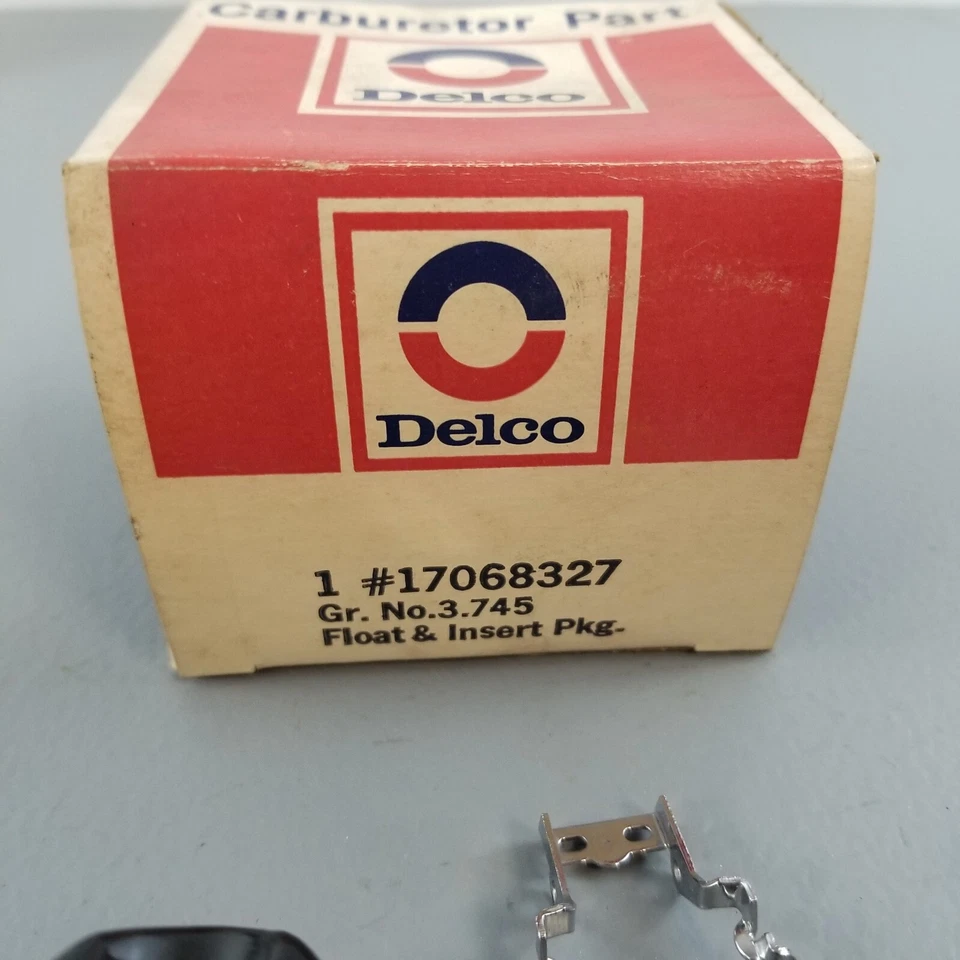 Carburetor Part
Delco
Delco
1 #17068327
Gr. No.3.745
Float & Insert Pkg.